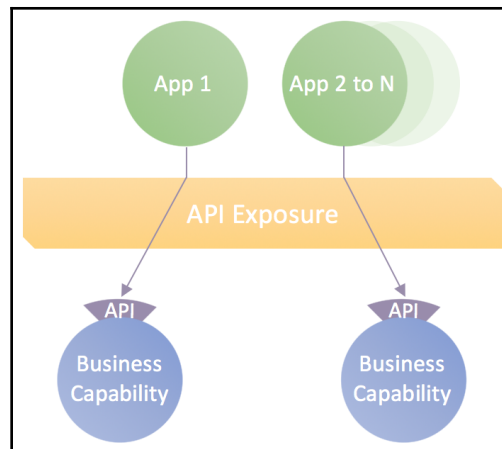 App 1
App 2 to N
API Exposure
API
API
Business
Capability
Business
Capability